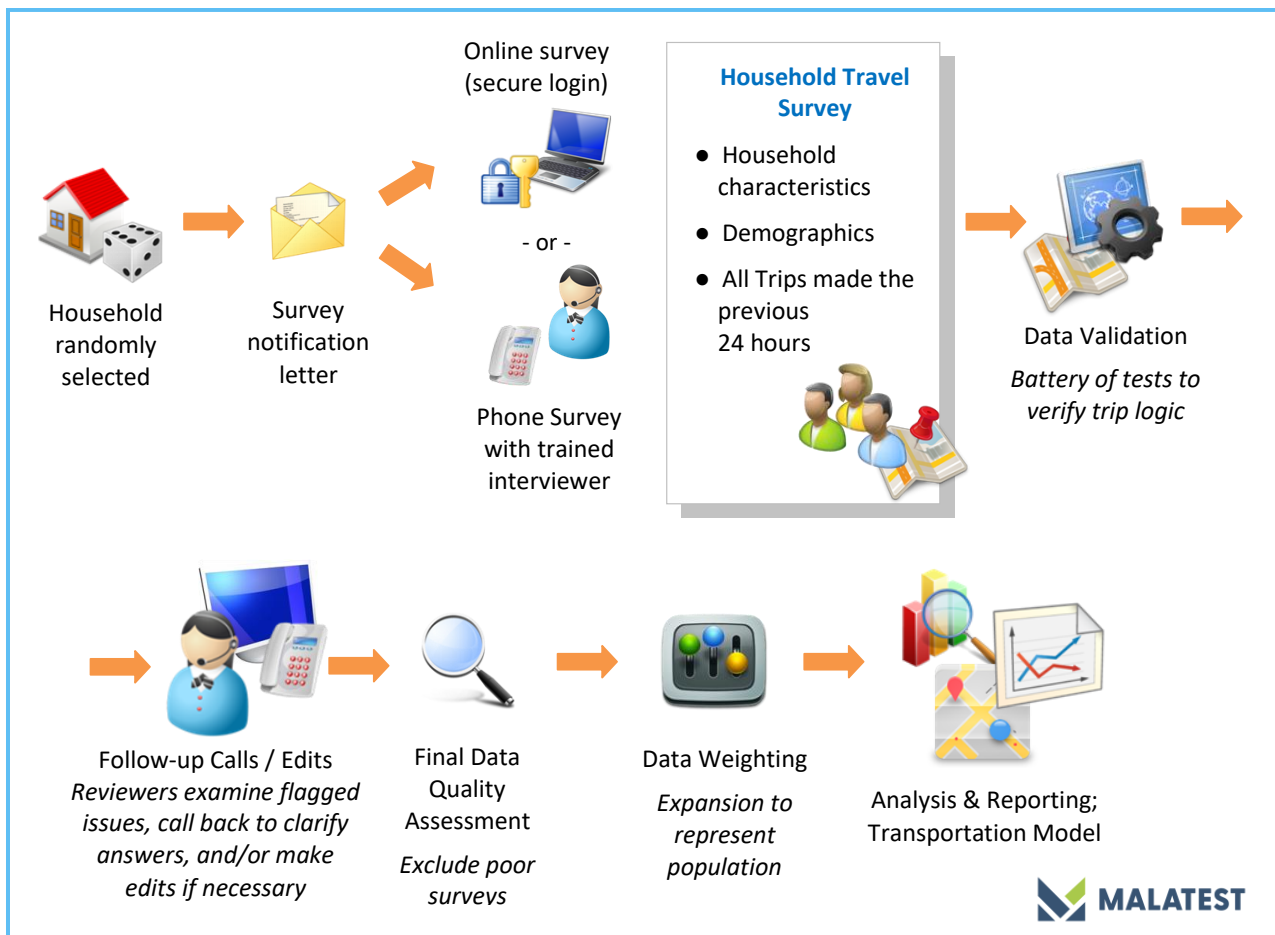 Household
randomly
selected
Survey
notification
letter
Online survey
(secure login)
- or -
Phone Survey
with trained
interviewer
Household Travel
Survey
● Household
characteristics
● Demographics
● All Trips made the
previous
24 hours
Data Validation
Battery of tests to
verify trip logic
Follow-up Calls / Edits
Reviewers examine flagged
issues, call back to clarify
answers, and/or make
edits if necessary
Final Data
Quality
Assessment
Exclude poor
surveys
Data Weighting
Expansion to
represent
population
Analysis & Reporting;
Transportation Model
MALATEST